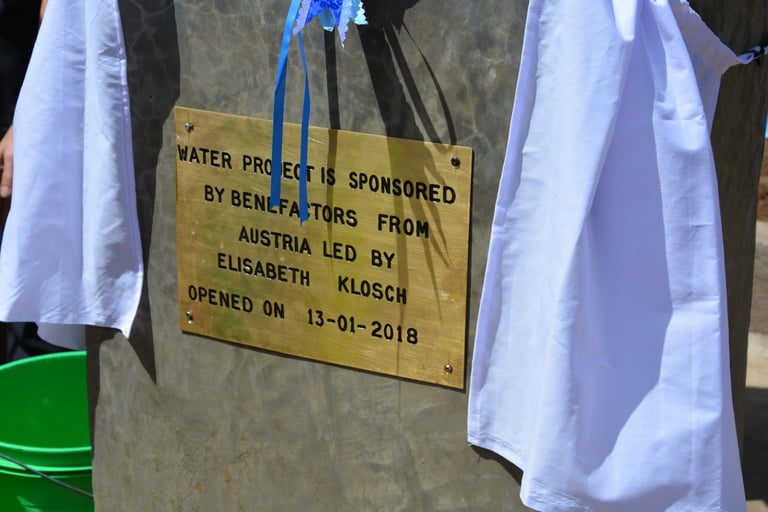 WATER PROJECT IS SPONSORED
BY BENEFACTORS FROM
AUSTRIA LED BY
ELISABETH KLOSCH
OPENED ON 13-01-2018